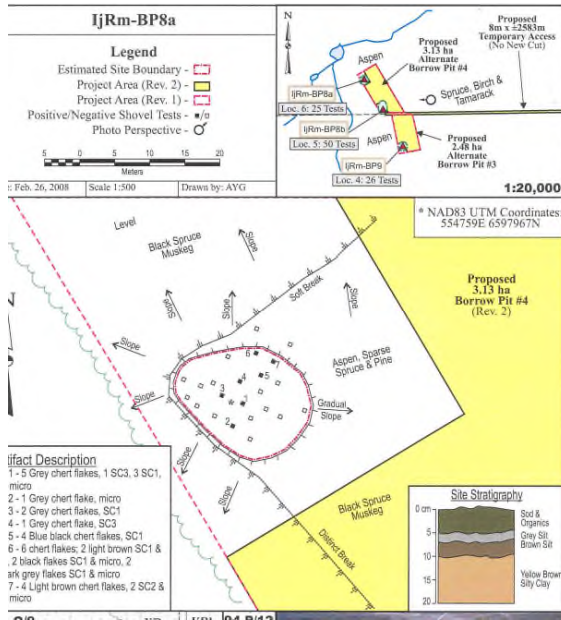 IjRm-BP8a
Legend
Estimated Site Boundary -
Project Area (Rev. 2) -
Project Area (Rev. 1) -
Positive/Negative Shovel Tests -
Photo Perspective -
5 0 5 10 15 20
Meters
: Feb. 26, 2008 Scale 1:500 Drawn by: AYG
N
Proposed
3.13 ha
Alternate
Borrow Pit #4
Proposed
8m x ±2583m
Temporary Access
(No New Cut)
Aspen
Spruce, Birch &
Tamarack
IjRm-BP8a
Loc. 6: 25 Tests
IjRm-BP8b
Loc. 5: 50 Tests
Aspen
IjRm-BP9
Loc. 4: 26 Tests
Proposed
2.48 ha
Alternate
Borrow Pit #3
1:20,000
* NAD83 UTM Coordinates:
554759E 6597967N
Level
Black Spruce
Muskeg
Slope
Slope
Soft Break
Slope
Slope
Slope
Proposed
3.13 ha
Borrow Pit #4
(Rev. 2)
N
Slope
Aspen, Sparse
Spruce & Pine
6
5
4
3
2
Gradual
Slope
Slope
Slope
Slope
Distinct Break
Black Spruce
Muskeg
tifact Description
1 - 5 Grey chert flakes, 1 SC3, 3 SC1,
micro
2 - 1 Grey chert flake, micro
3 - 2 Grey chert flakes, SC1
4 - 1 Grey chert flake, SC3
5 - 4 Blue black chert flakes, SC1
6 - 6 chert flakes; 2 light brown SC1 &
, 2 black flakes SC1 & micro, 2
ark grey flakes SC1 & micro
7 - 4 Light brown chert flakes, 2 SC2 &
micro
Site Stratigraphy
0 cm
5
10
15
20
Sod &
Organics
Grey Silt
Brown Silt
Yellow Brown
Silty Clay